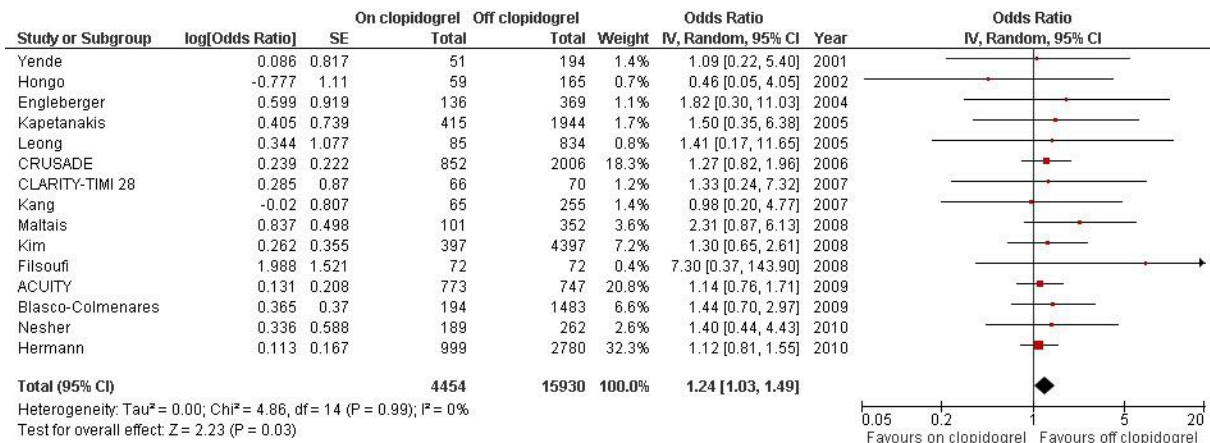 On clopidogrel Off clopidogrel Odds Ratio Odds Ratio
Study or Subgroup log[Odds Ratio] SE Total Total Weight IV, Random, 95% CI Year IV, Random, 95% CI
Yende 0.086 0.817 51 194 1.4% 1.09 [0.22, 5.40] 2001
Hongo -0.777 1.11 59 165 0.7% 0.46 [0.05, 4.05] 2002
Engleberger 0.599 0.919 136 369 1.1% 1.82 [0.30, 11.03] 2004
Kapetanakis 0.405 0.739 415 1944 1.7% 1.50 [0.35, 6.38] 2005
Leong 0.344 1.077 85 834 0.8% 1.41 [0.17, 11.65] 2005
CRUSADE 0.239 0.222 852 2006 18.3% 1.27 [0.82, 1.96] 2006
CLARITY-TIMI 28 0.285 0.87 66 70 1.2% 1.33 [0.24, 7.32] 2007
Kang -0.02 0.807 65 255 1.4% 0.98 [0.20, 4.77] 2007
Maltais 0.837 0.498 101 352 3.6% 2.31 [0.87, 6.13] 2008
Kim 0.262 0.355 397 4397 7.2% 1.30 [0.65, 2.61] 2008
Filsoufi 1.988 1.521 72 72 0.4% 7.30 [0.37, 143.90] 2008
ACUITY 0.131 0.208 773 747 20.8% 1.14 [0.76, 1.71] 2009
Blasco-Colmenares 0.365 0.37 194 1483 6.6% 1.44 [0.70, 2.97] 2009
Nesher 0.336 0.588 189 262 2.6% 1.40 [0.44, 4.43] 2010
Hermann 0.113 0.167 999 2780 32.3% 1.12 [0.81, 1.55] 2010
Total (95% CI) 4454 15930 100.0% 1.24 [1.03, 1.49]
Heterogeneity: Tau² = 0.00; Chi² = 4.86, df = 14 (P = 0.99); I² = 0%
Test for overall effect: Z = 2.23 (P = 0.03)
0.05 0.2 1 5 20
Favours on clopidogrel Favours off clopidogrel